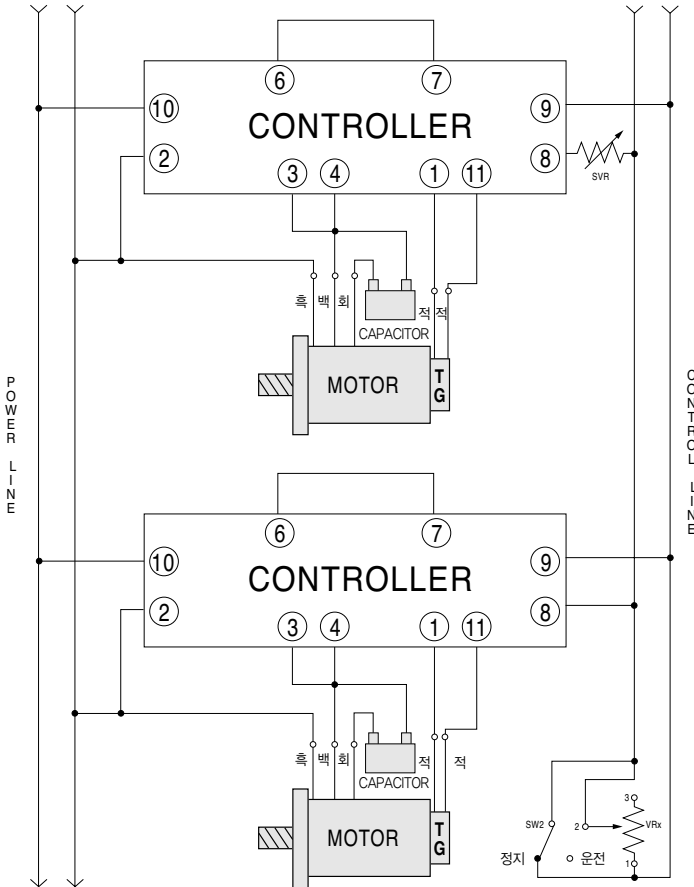 6 7
10 CONTROLLER 9
2 8
SVR
3 4 1 11
흑 백 회 적 적
CAPACITOR
MOTOR TG
POWER LINE
CONTROL LINE
6 7
10 CONTROLLER 9
2 8
3 4 1 11
흑 백 회 적 적
CAPACITOR
MOTOR TG
3
SW2 2 VRx
정지 운전 1